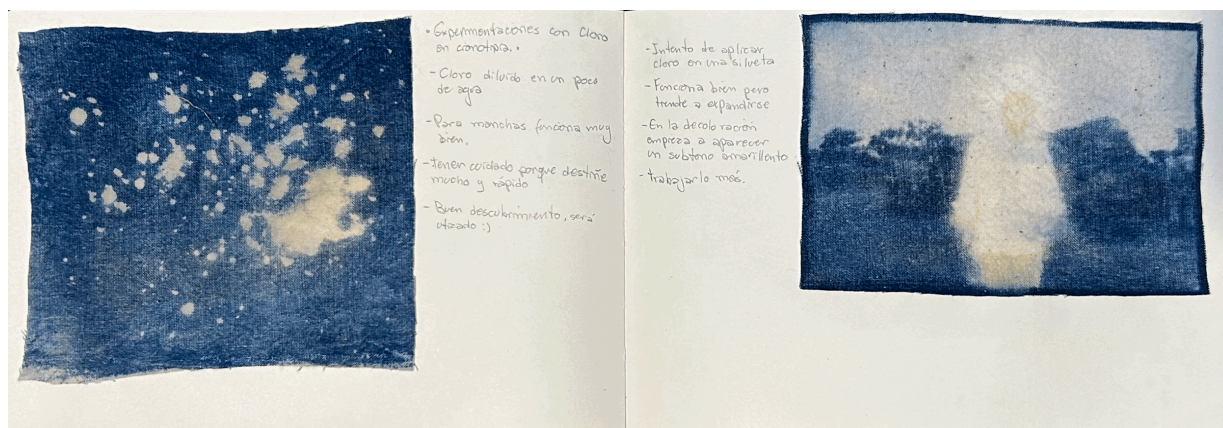 • Experimentaciones con Cloro
en cianotipia. •
- Cloro diluido en un poco
de agua
- Para manchas funciona muy
bien.
- tener cuidado porque destiñe
mucho y rápido
- Buen descubrimiento, será
utizado :)
- Intento de aplicar
cloro en una silueta
- Funciona bien pero
tiende a expandirse
- En la decoloración
empieza a aparecer
un subtono amarillento
- trabajarlo más.